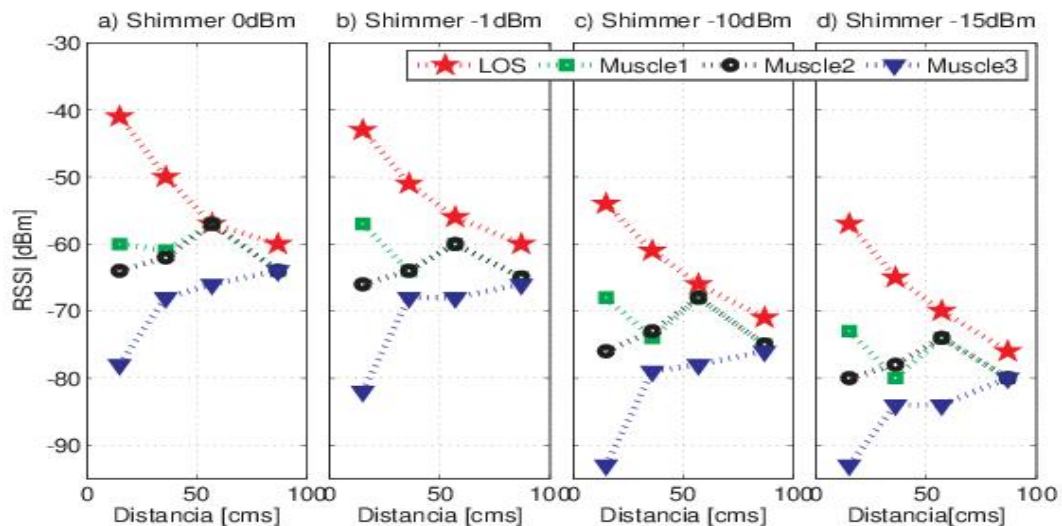 a) Shimmer 0dBm
b) Shimmer -1dBm
c) Shimmer -10dBm
d) Shimmer -15dBm
LOS
Muscle1
Muscle2
Muscle3
RSSI [dBm]
-30
-40
-50
-60
-70
-80
-90
0
50
100
0
50
100
0
50
100
0
50
100
Distancia [cms]
Distancia [cms]
Distancia [cms]
Distancia[cms]